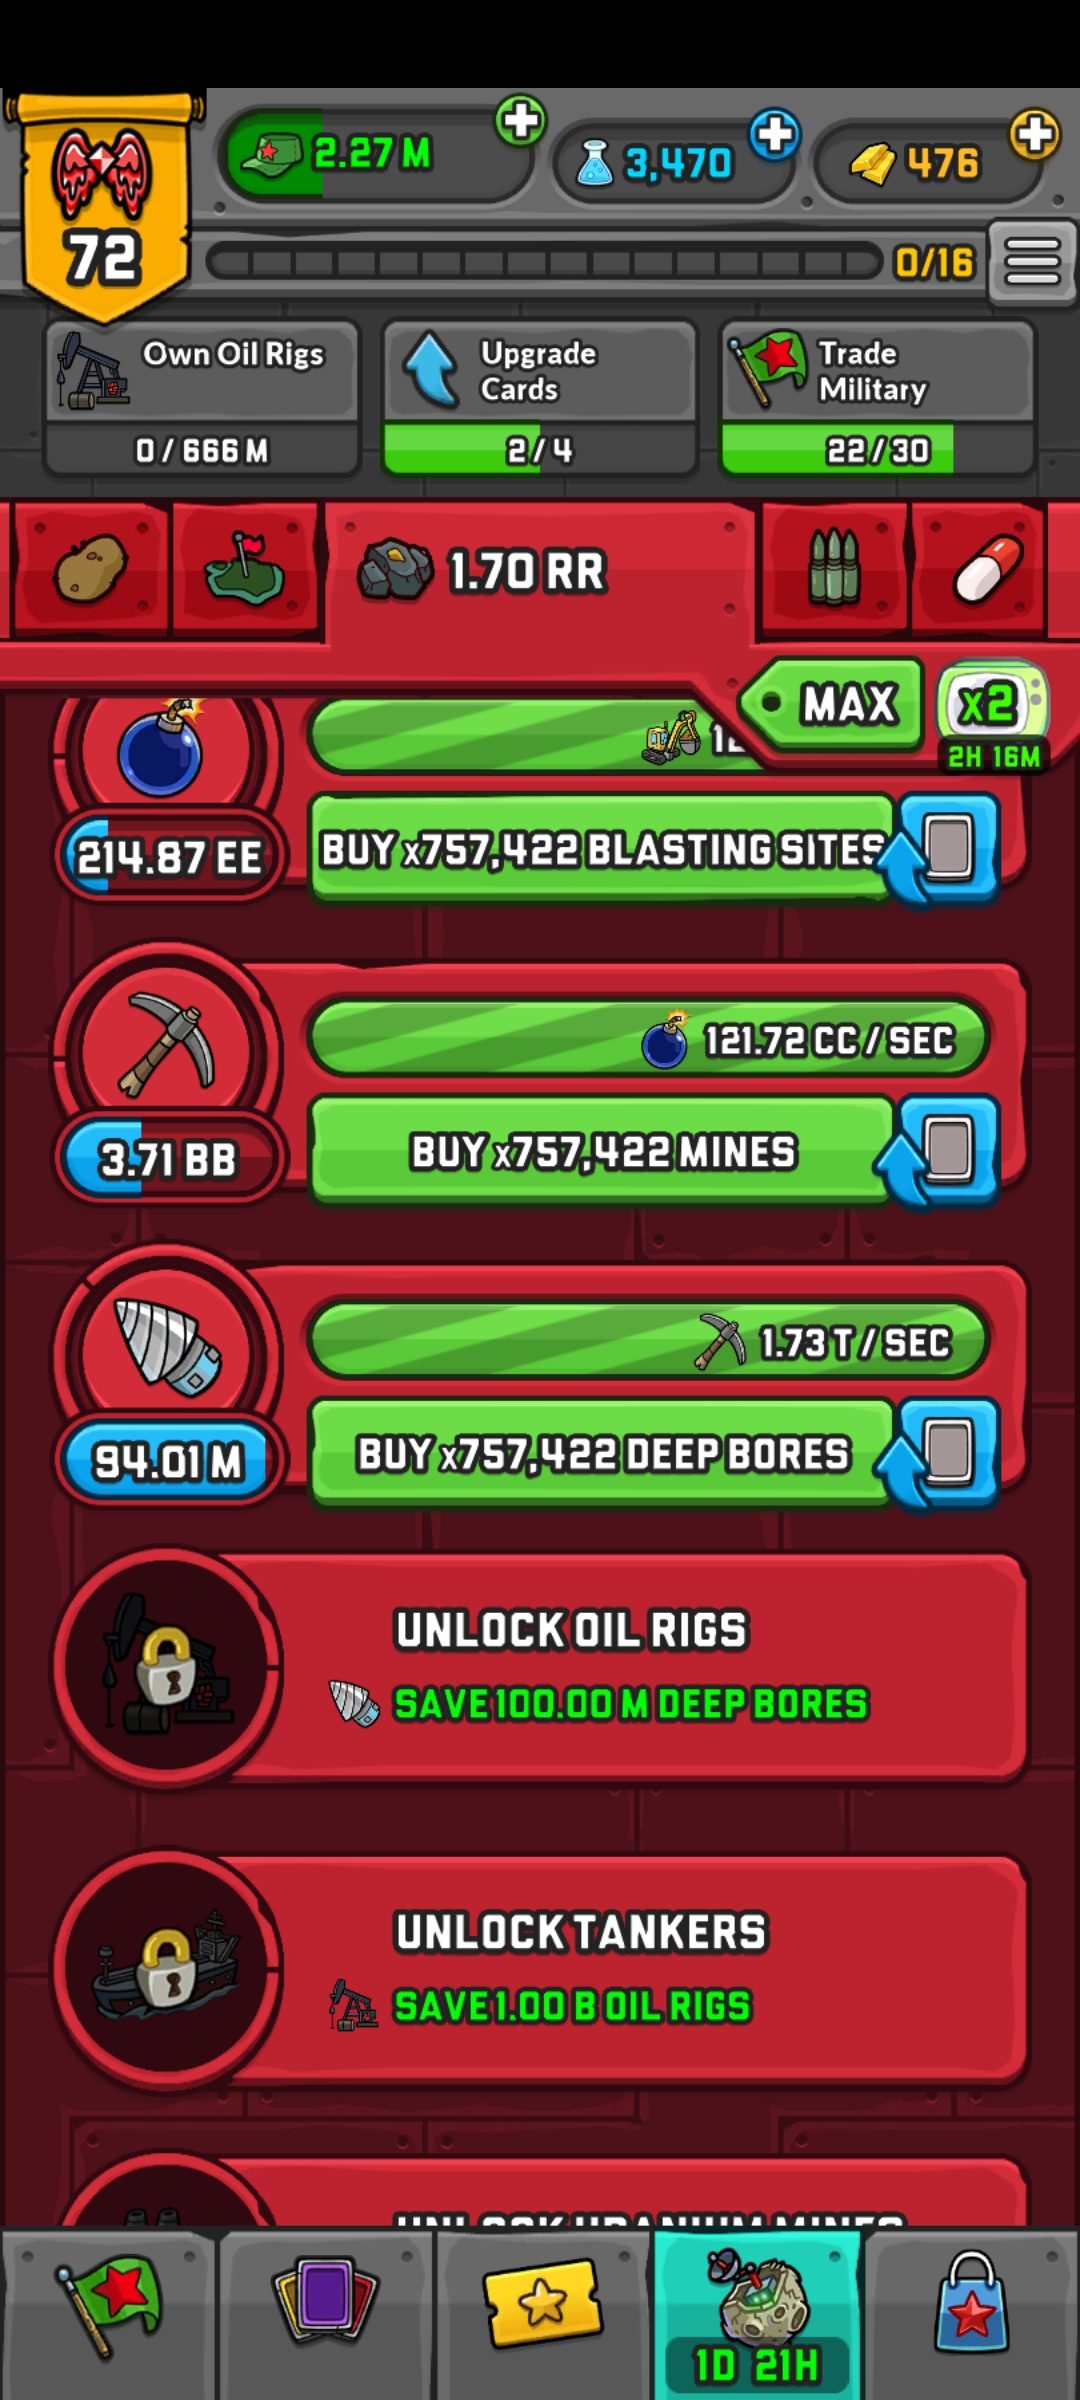 2.27 M
3,470
476
72
0/16
Own Oil Rigs
0 / 666 M
Upgrade
Cards
2 / 4
Trade
Military
22 / 30
1.70 RR
MAX
x2
2H 16M
214.87 EE
BUY x757,422 BLASTING SITES
121.72 CC / SEC
3.71 BB
BUY x757,422 MINES
1.73 T / SEC
94.01 M
BUY x757,422 DEEP BORES
UNLOCK OIL RIGS
SAVE 100.00 M DEEP BORES
UNLOCK TANKERS
SAVE 1.00 B OIL RIGS
UNLOCK URANIUM MINES
1D 21H